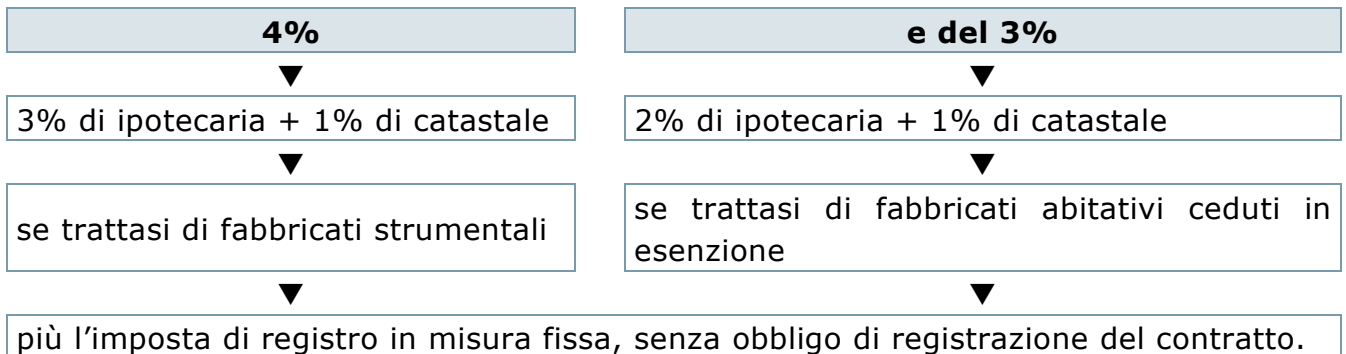 4%
e del 3%
3% di ipotecaria + 1% di catastale
2% di ipotecaria + 1% di catastale
se trattasi di fabbricati strumentali
se trattasi di fabbricati abitativi ceduti in
esenzione
più l’imposta di registro in misura fissa, senza obbligo di registrazione del contratto.